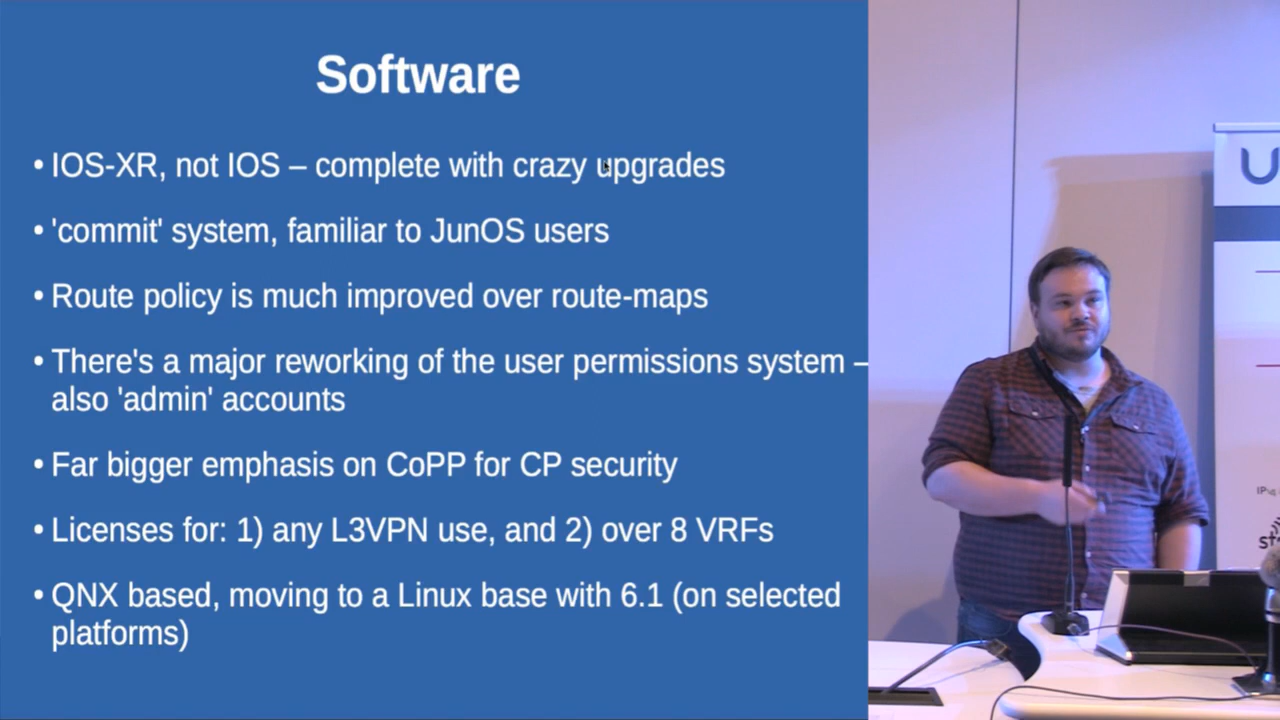 Software
• IOS-XR, not IOS – complete with crazy upgrades
• 'commit' system, familiar to JunOS users
• Route policy is much improved over route-maps
• There's a major reworking of the user permissions system –
also 'admin' accounts
• Far bigger emphasis on CoPP for CP security
• Licenses for: 1) any L3VPN use, and 2) over 8 VRFs
• QNX based, moving to a Linux base with 6.1 (on selected
platforms)